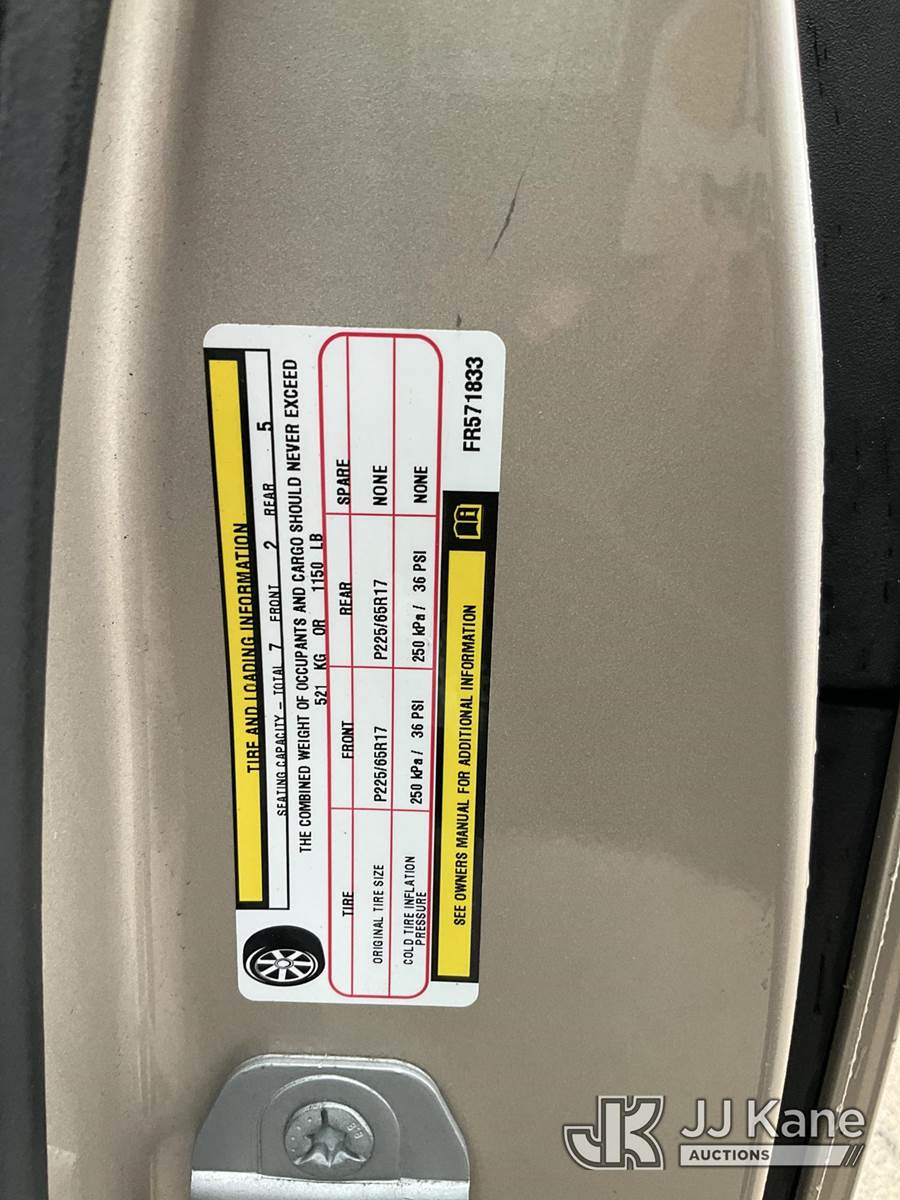 TIRE AND LOADING INFORMATION
SEATING CAPACITY – TOTAL 7 FRONT 2 REAR 5
THE COMBINED WEIGHT OF OCCUPANTS AND CARGO SHOULD NEVER EXCEED
521 KG OR 1150 LB
TIRE FRONT REAR SPARE
ORIGINAL TIRE SIZE P225/65R17 P225/65R17 NONE
COLD TIRE INFLATION
PRESSURE 250 kPa / 36 PSI 250 kPa / 36 PSI NONE
SEE OWNERS MANUAL FOR ADDITIONAL INFORMATION
FR571833
8.8
JK JJ Kane
AUCTIONS